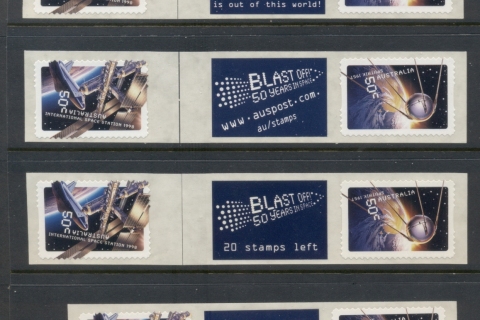 is out of this world!
50c
AUSTRALIA
INTERNATIONAL SPACE STATION 1998
BLAST OFF!
50 YEARS IN SPACE
www.auspost.com.
au/stamps
50c
AUSTRALIA
SPUTNIK 1957
50c
AUSTRALIA
INTERNATIONAL SPACE STATION 1998
BLAST OFF!
50 YEARS IN SPACE
20 stamps left
50c
AUSTRALIA
SPUTNIK 1957